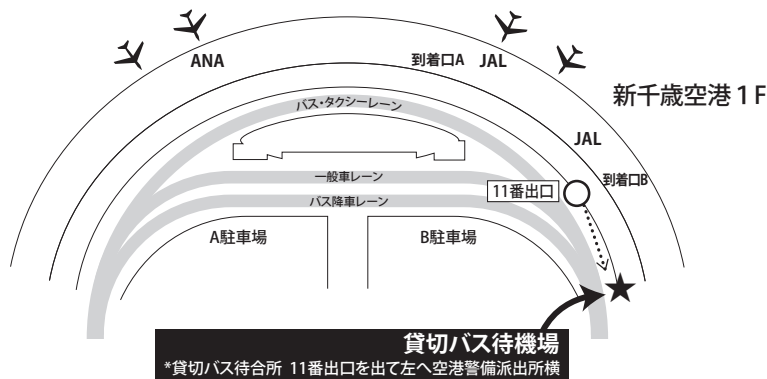 ANA
到着口A JAL
新千歳空港1F
バス・タクシーレーン
JAL
一般車レーン
到着口B
11番出口
バス降車レーン
A駐車場
B駐車場
貸切バス待機場
*貸切バス待合所 11番出口を出て左へ空港警備派出所横